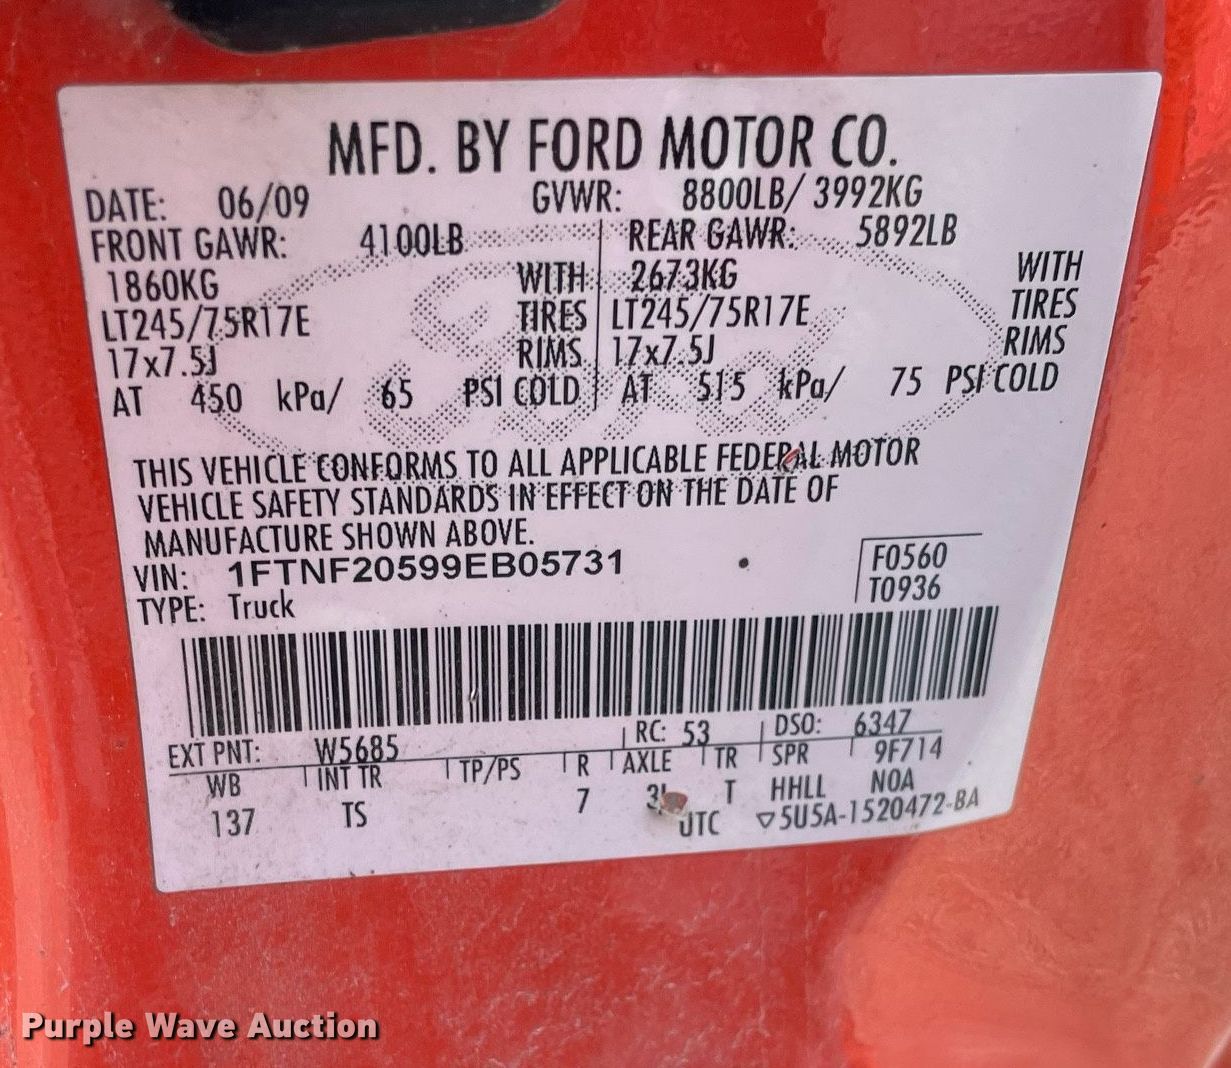 MFD. BY FORD MOTOR CO.
DATE: 06/09 GVWR: 8800LB/ 3992KG
FRONT GAWR: 4100LB REAR GAWR: 5892LB
1860KG WITH 2673KG WITH
LT245/75R17E TIRES LT245/75R17E TIRES
17x7.5J RIMS 17x7.5J RIMS
AT 450 kPa/ 65 PSI COLD AT 515 kPa/ 75 PSI COLD
THIS VEHICLE CONFORMS TO ALL APPLICABLE FEDERAL MOTOR
VEHICLE SAFETY STANDARDS IN EFFECT ON THE DATE OF
MANUFACTURE SHOWN ABOVE.
VIN: 1FTNF20599EB05731 F0560
TYPE: Truck T0936
EXT PNT: W5685 RC: 53 DSO: 6347
WB INT TR TP/PS R AXLE TR SPR 9F714
137 TS 7 T HHLL NOA
UTC ▽5U5A-1520472-BA
Purple Wave Auction